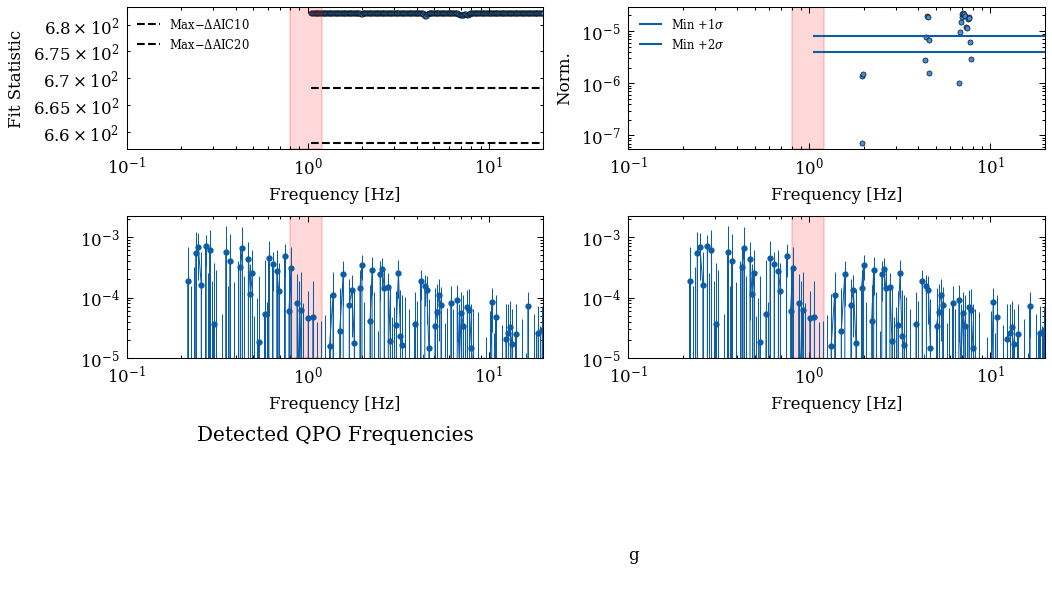 6.8 × 10²
6.75 × 10²
6.7 × 10²
6.65 × 10²
6.6 × 10²
Fit Statistic
Max−ΔAIC10
Max−ΔAIC20
10⁻¹ 10⁰ 10¹
Frequency [Hz]
10⁻⁵
10⁻⁶
10⁻⁷
Norm.
Min +1σ
Min +2σ
10⁻¹ 10⁰ 10¹
Frequency [Hz]
10⁻³
10⁻⁴
10⁻⁵
10⁻¹ 10⁰ 10¹
Frequency [Hz]
10⁻³
10⁻⁴
10⁻⁵
10⁻¹ 10⁰ 10¹
Frequency [Hz]
Detected QPO Frequencies
g